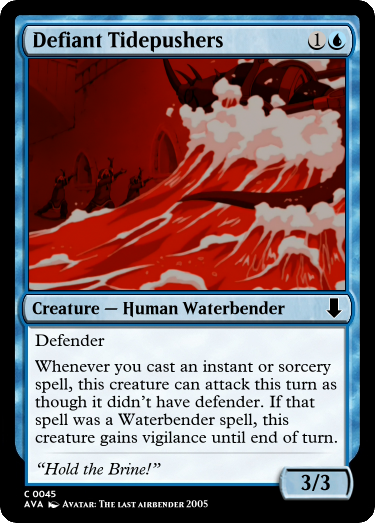 Defiant Tidepushers 1
Creature — Human Waterbender
Defender
Whenever you cast an instant or sorcery
spell, this creature can attack this turn as
though it didn't have defender. If that
spell was a Waterbender spell, this
creature gains vigilance until end of turn.
“Hold the Brine!”
3/3
C 0045
AVA Avatar: The last airbender 2005